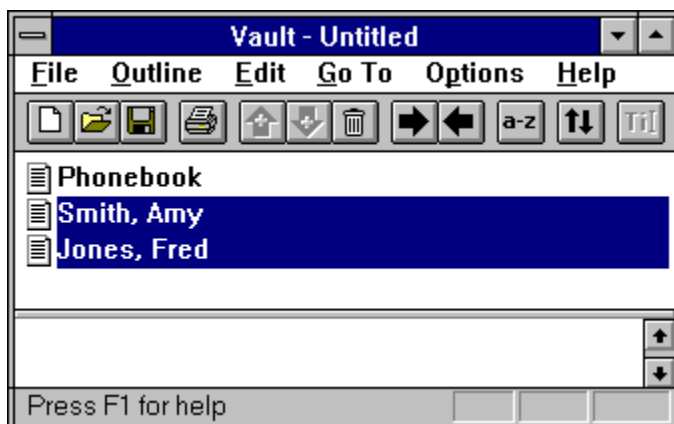 Vault - Untitled
File Outline Edit Go To Options Help
a-z
Phonebook
Smith, Amy
Jones, Fred
Press F1 for help